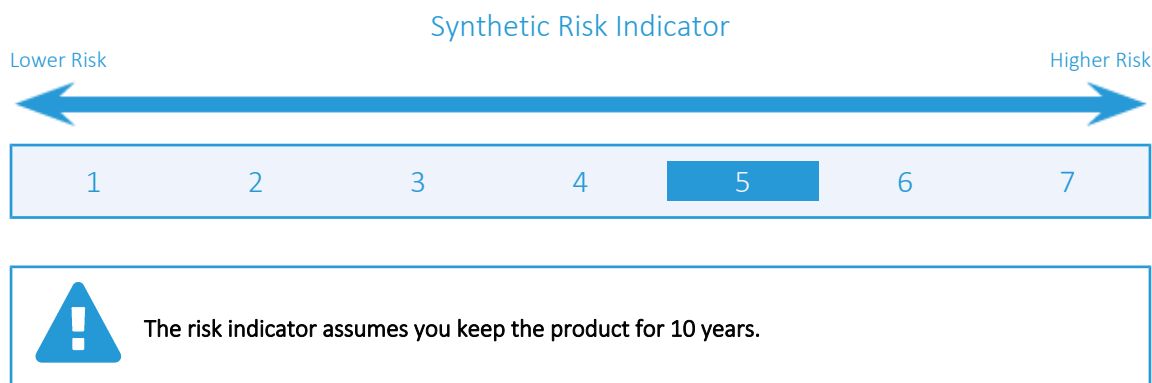 Synthetic Risk Indicator
Lower Risk Higher Risk
1 2 3 4 5 6 7
The risk indicator assumes you keep the product for 10 years.